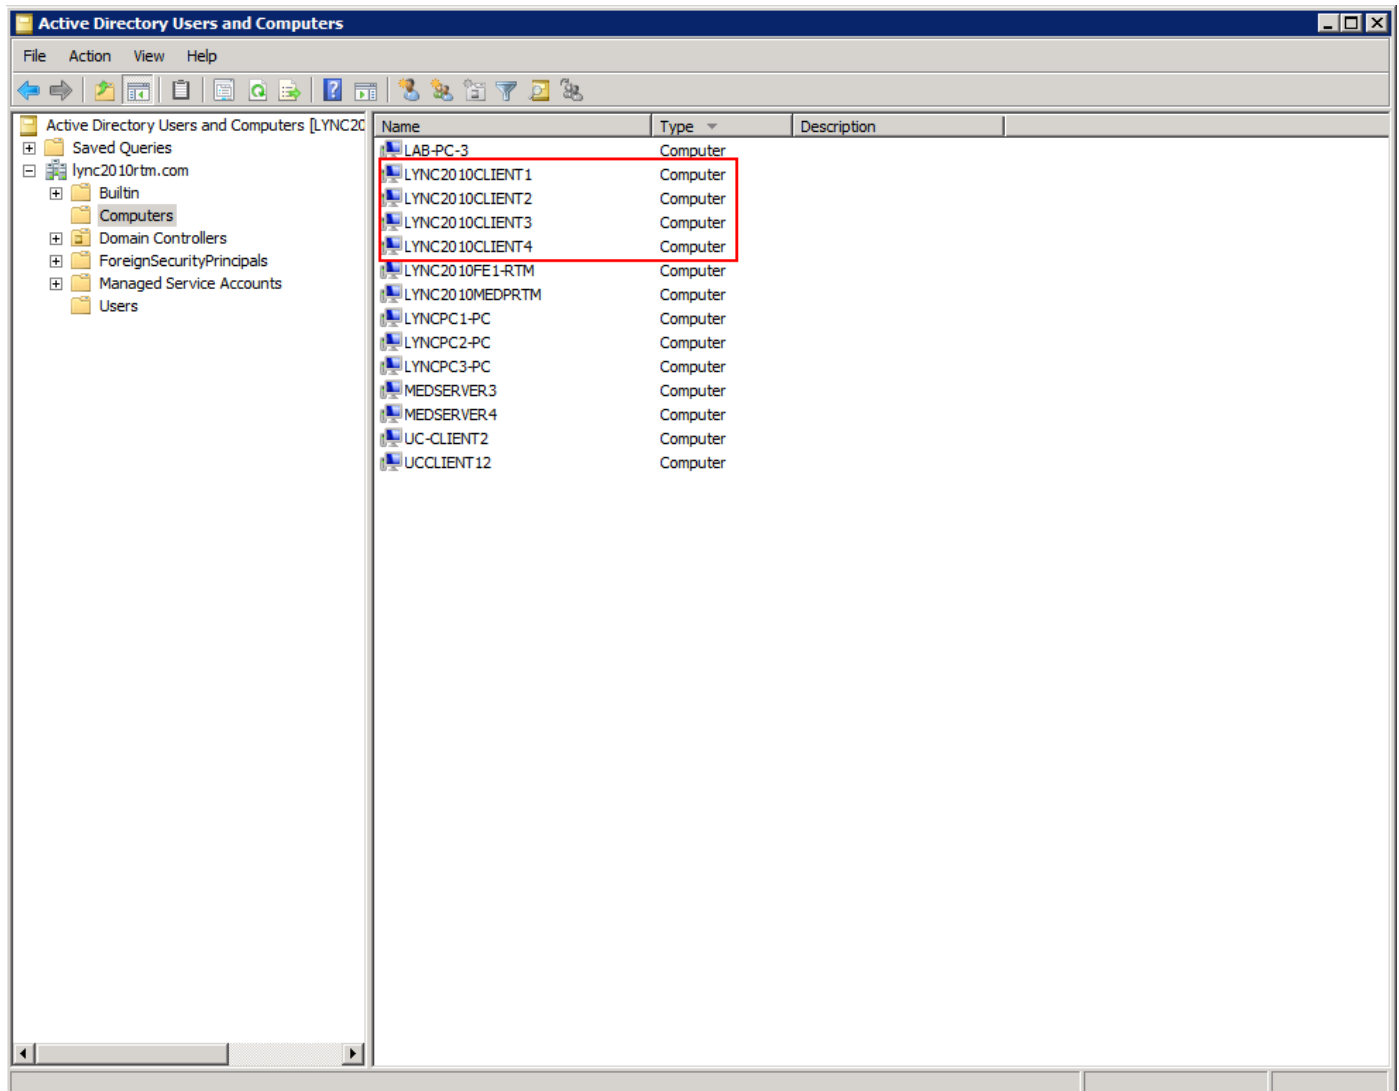 Active Directory Users and Computers
File Action View Help
Active Directory Users and Computers [LYNC20
Saved Queries
lync2010rtm.com
Builtin
Computers
Domain Controllers
ForeignSecurityPrincipals
Managed Service Accounts
Users
Name Type Description
LAB-PC-3 Computer
LYNC2010CLIENT1 Computer
LYNC2010CLIENT2 Computer
LYNC2010CLIENT3 Computer
LYNC2010CLIENT4 Computer
LYNC2010FE1-RTM Computer
LYNC2010MEDPRTM Computer
LYNCPC1-PC Computer
LYNCPC2-PC Computer
LYNCPC3-PC Computer
MEDSERVER3 Computer
MEDSERVER4 Computer
UC-CLIENT2 Computer
UCCLIENT12 Computer